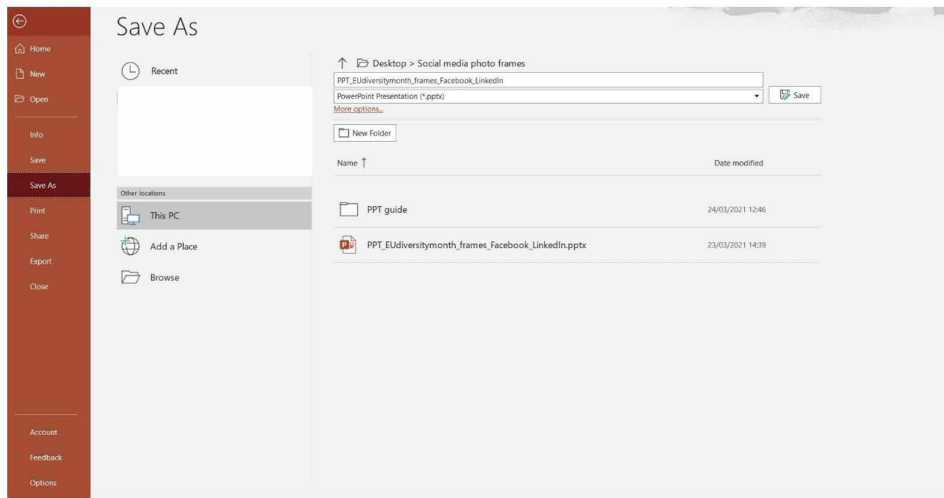 Save As
Home
New
Open
Info
Save
Save As
Print
Share
Export
Close
Account
Feedback
Options
Recent
Other locations
This PC
Add a Place
Browse
Desktop > Social media photo frames
PPT_EUdiversitymonth_frames_Facebook_LinkedIn
PowerPoint Presentation (*.pptx)
Save
More options...
New Folder
Name Date modified
PPT guide 24/03/2021 12:46
PPT_EUdiversitymonth_frames_Facebook_LinkedIn.pptx 23/03/2021 14:39